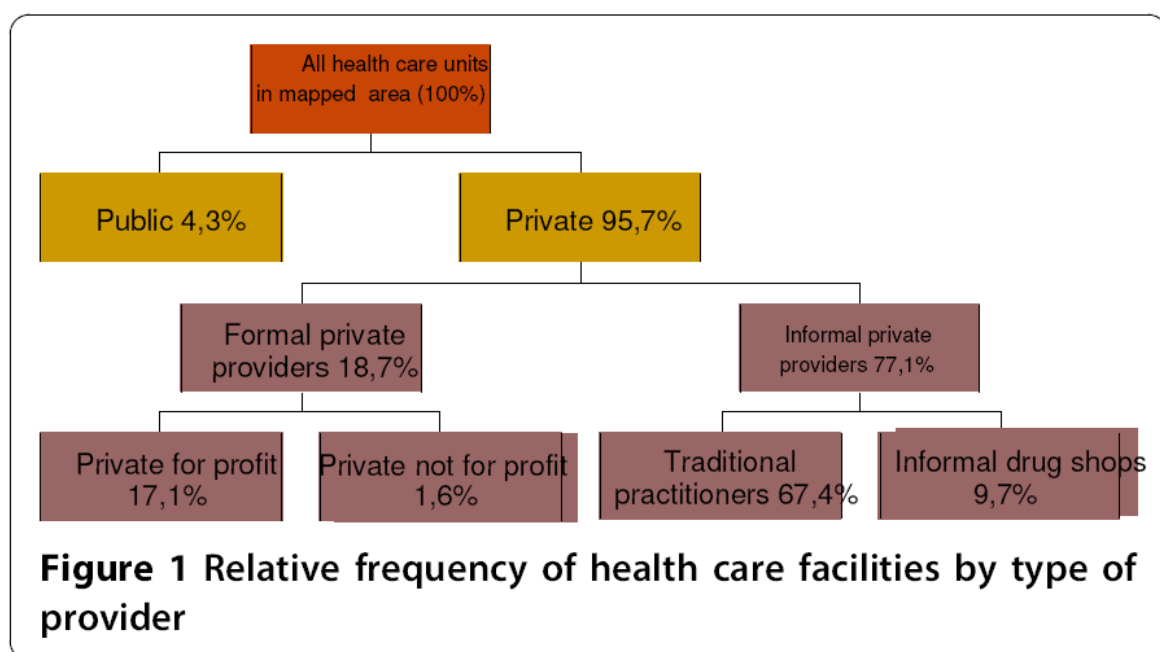 All health care units
in mapped area (100%)
Public 4,3%
Private 95,7%
Formal private
providers 18,7%
Informal private
providers 77,1%
Private for profit
17,1%
Private not for profit
1,6%
Traditional
practitioners 67,4%
Informal drug shops
9,7%
Figure 1 Relative frequency of health care facilities by type of
provider